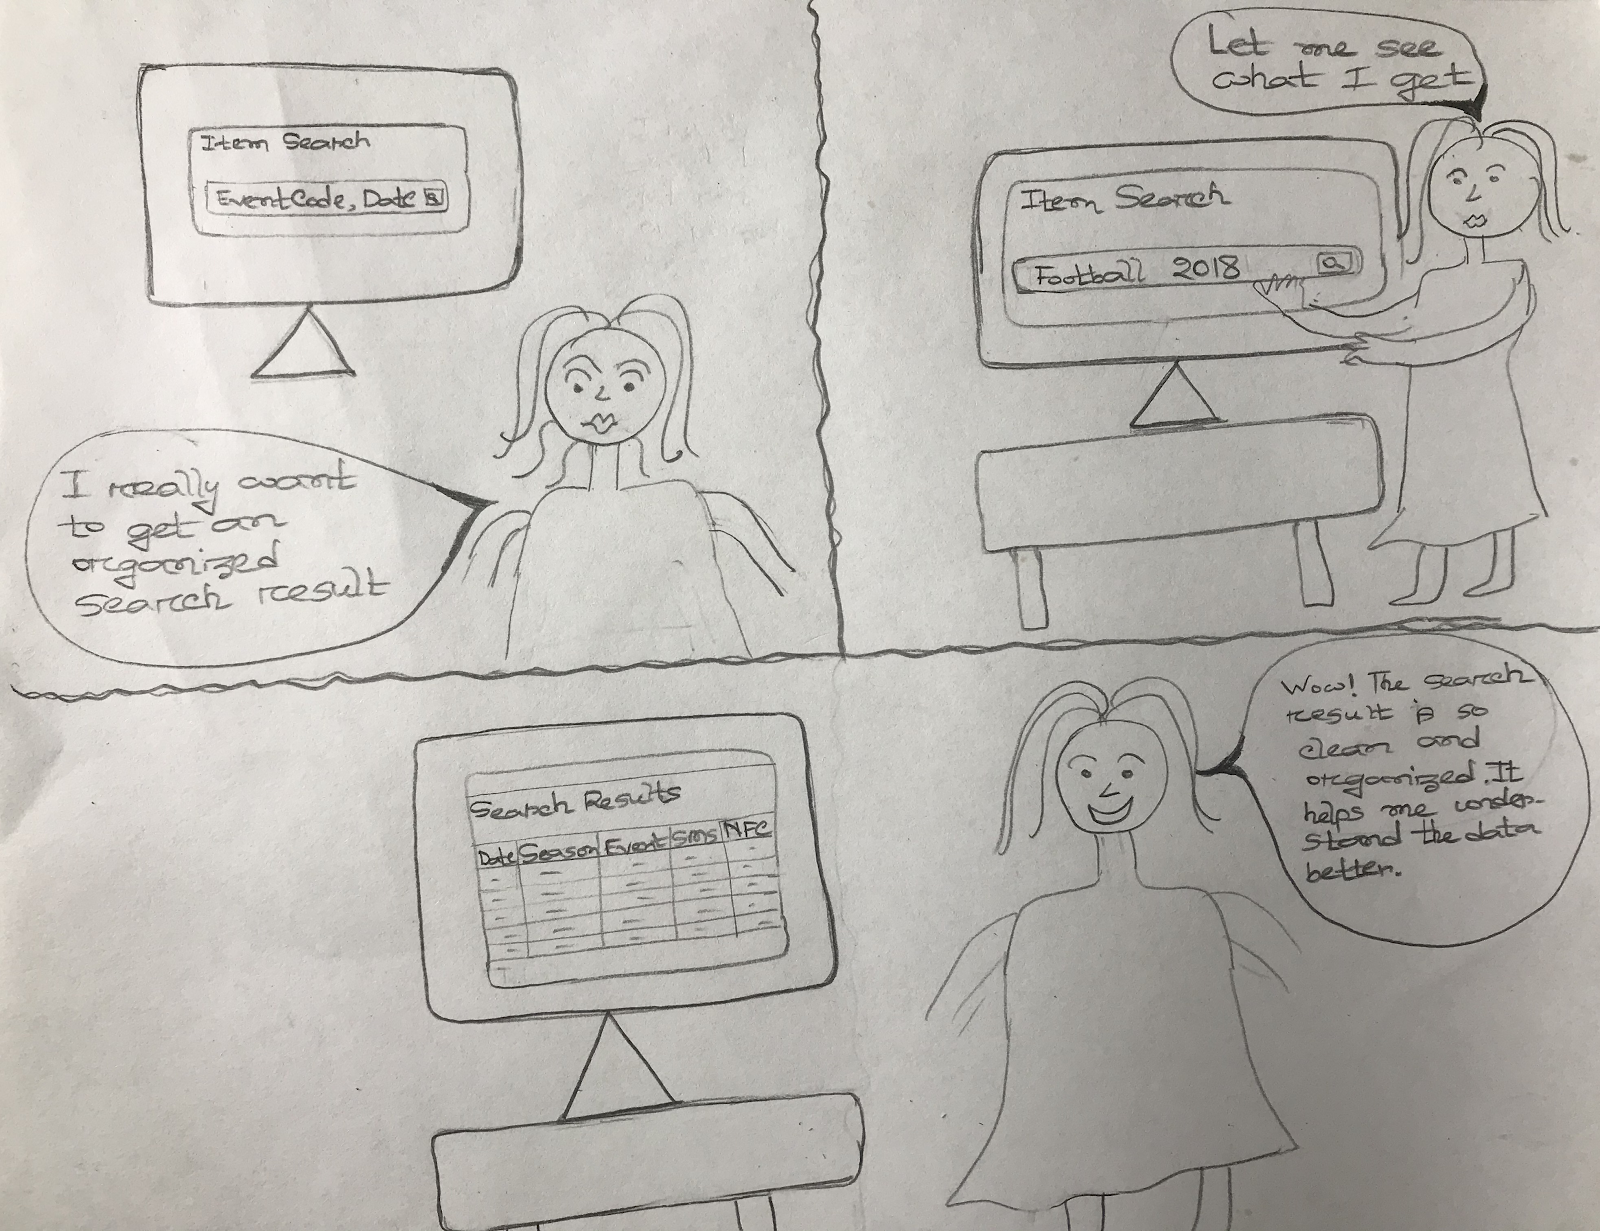 Item Search
EventCode, Date
I really want
to get an
organized
search result
Let me see
what I get
Item Search
Football 2018
Search Results
Date Season Event Sms NFC
Wow! The search
result is so
clean and
organized. It
helps me under-
stand the data
better.